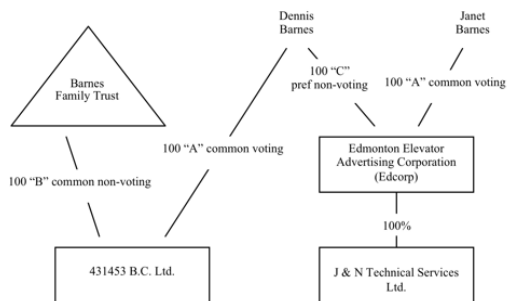 Dennis
Barnes
Janet
Barnes
Barnes
Family Trust
100 “C”
pref non-voting
100 “A” common voting
100 “A” common voting
Edmonton Elevator
Advertising Corporation
(Edcorp)
100 “B” common non-voting
100%
431453 B.C. Ltd.
J & N Technical Services
Ltd.